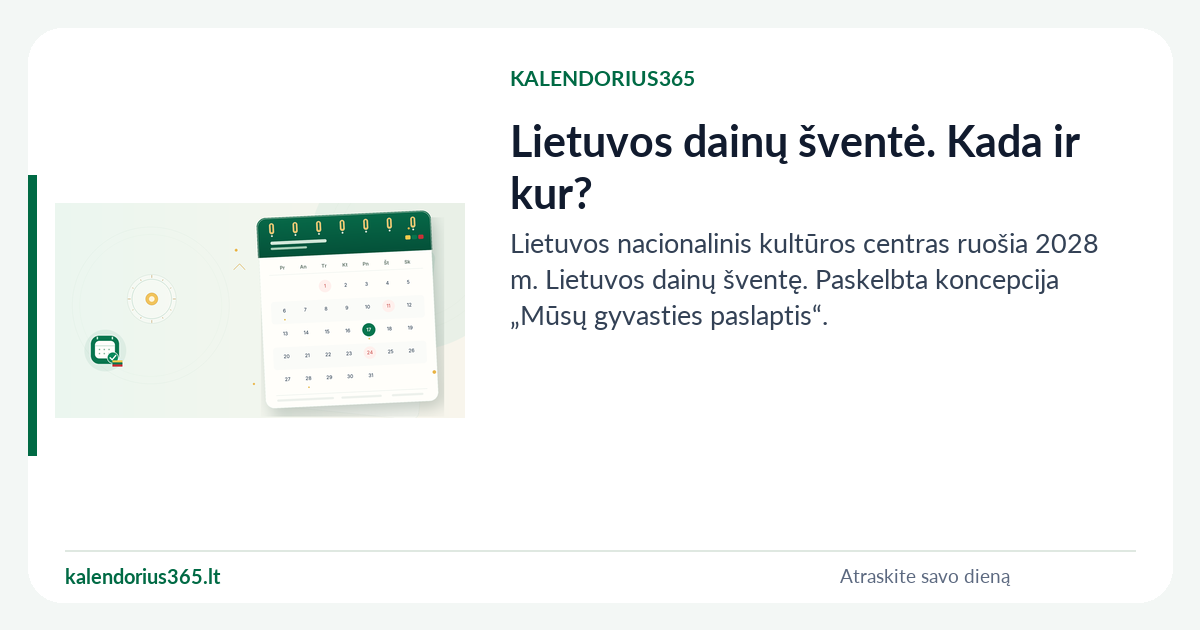 KALENDORIUS365
Lietuvos dainų šventė. Kada ir
kur?
Lietuvos nacionalinis kultūros centras ruošia 2028
m. Lietuvos dainų šventę. Paskelbta koncepcija
„Mūsų gyvasties paslaptis“.
Pr An Tr Kt Pn Št Sk
1 2 3 4 5
6 7 8 9 10 11 12
13 14 15 16 17 18 19
20 21 22 23 24 25 26
27 28 29 30 31
kalendorius365.lt
Atraskite savo dieną